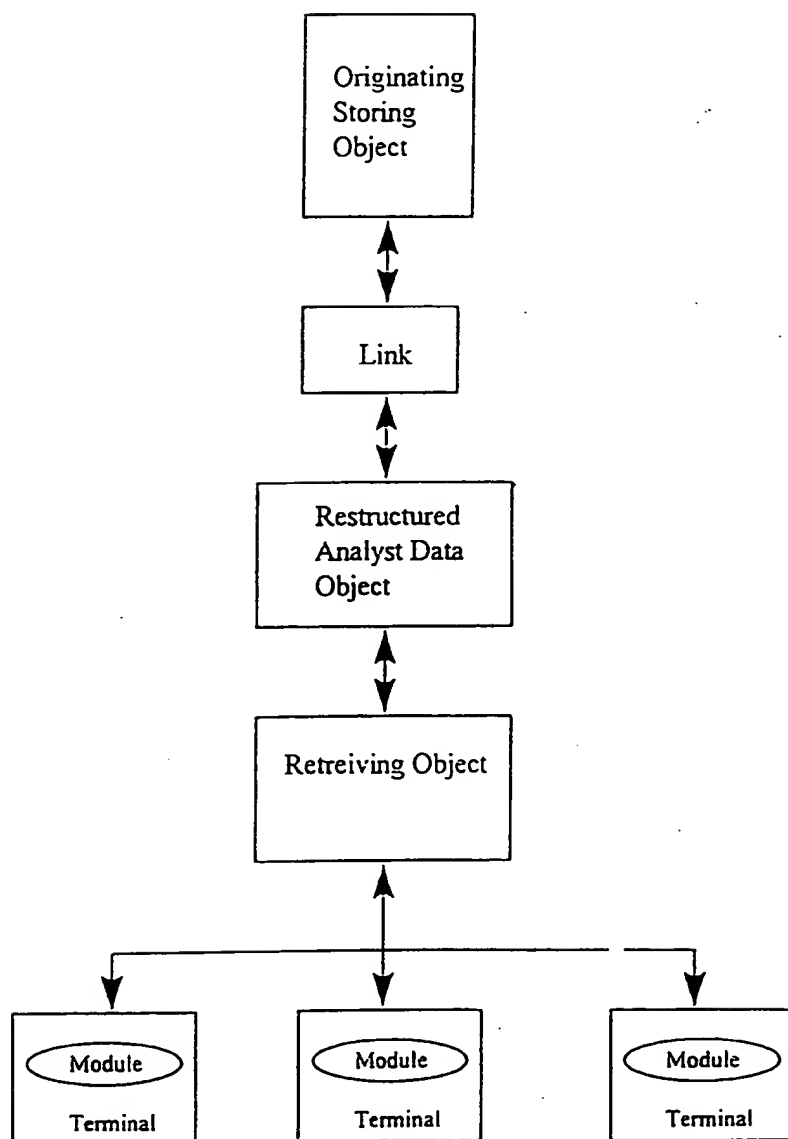 Originating
Storing
Object
Link
Restructured
Analyst Data
Object
Retreiving Object
Module
Terminal
Module
Terminal
Module
Terminal